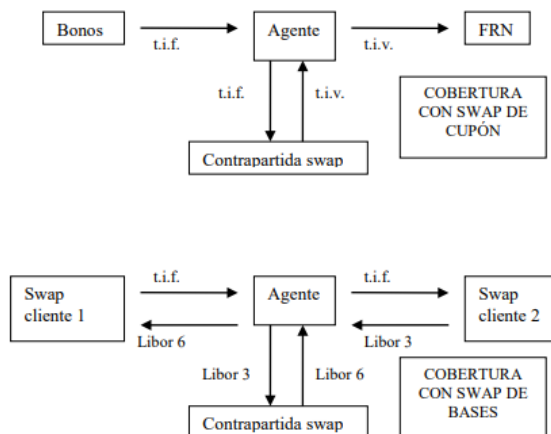 Bonos
t.i.f.
Agente
t.i.v.
FRN
t.i.f.
t.i.v.
COBERTURA
CON SWAP DE
CUPÓN
Contrapartida swap
Swap
cliente 1
t.i.f.
Libor 6
Agente
t.i.f.
Libor 3
Swap
cliente 2
Libor 3
Libor 6
COBERTURA
CON SWAP DE
BASES
Contrapartida swap